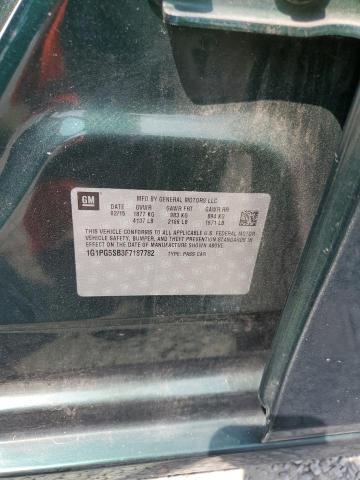 GM
MFD BY GENERAL MOTORS LLC
DATE GVWR GAWR FRT GAWR RR
02/15 1877 KG 983 KG 894 KG
4137 LB 2166 LB 1971 LB
THIS VEHICLE CONFORMS TO ALL APPLICABLE U.S. FEDERAL MOTOR
VEHICLE SAFETY, BUMPER, AND THEFT PREVENTION STANDARDS
IN EFFECT ON THE DATE OF MANUFACTURE SHOWN ABOVE.
1G1PG5SB3F7187782 TYPE: PASS CAR